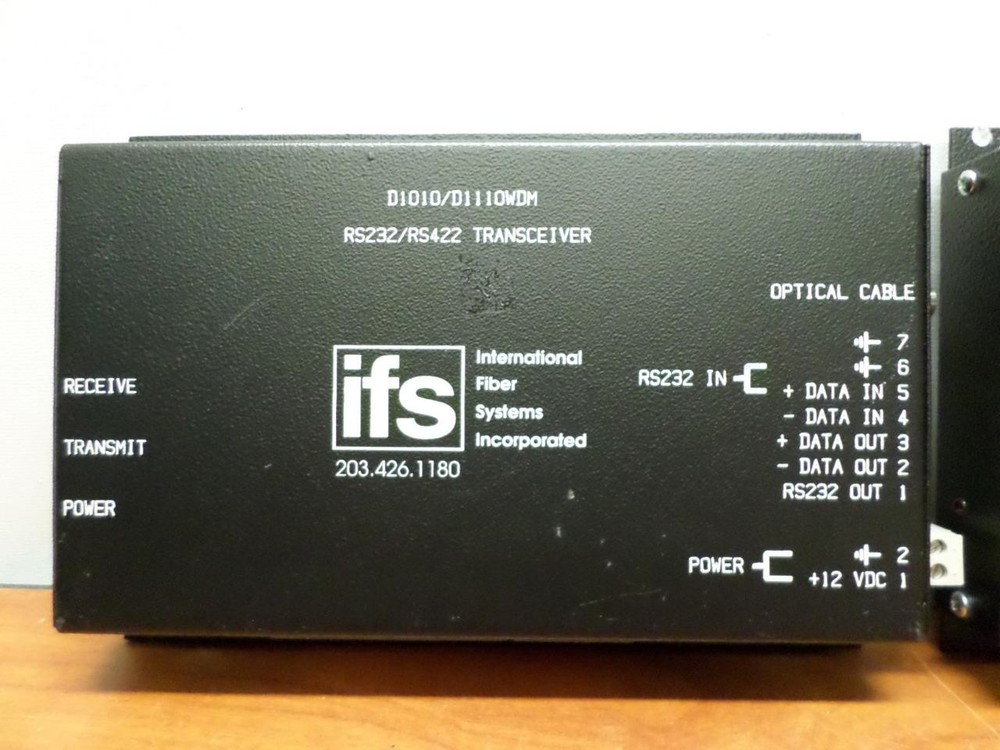 D1010/D1110WDM
RS232/RS422 TRANSCEIVER
OPTICAL CABLE
RECEIVE
TRANSMIT
POWER
ifs
International
Fiber
Systems
Incorporated
203.426.1180
RS232 IN
7
6
+ DATA IN 5
- DATA IN 4
+ DATA OUT 3
- DATA OUT 2
RS232 OUT 1
POWER
2
+12 VDC 1